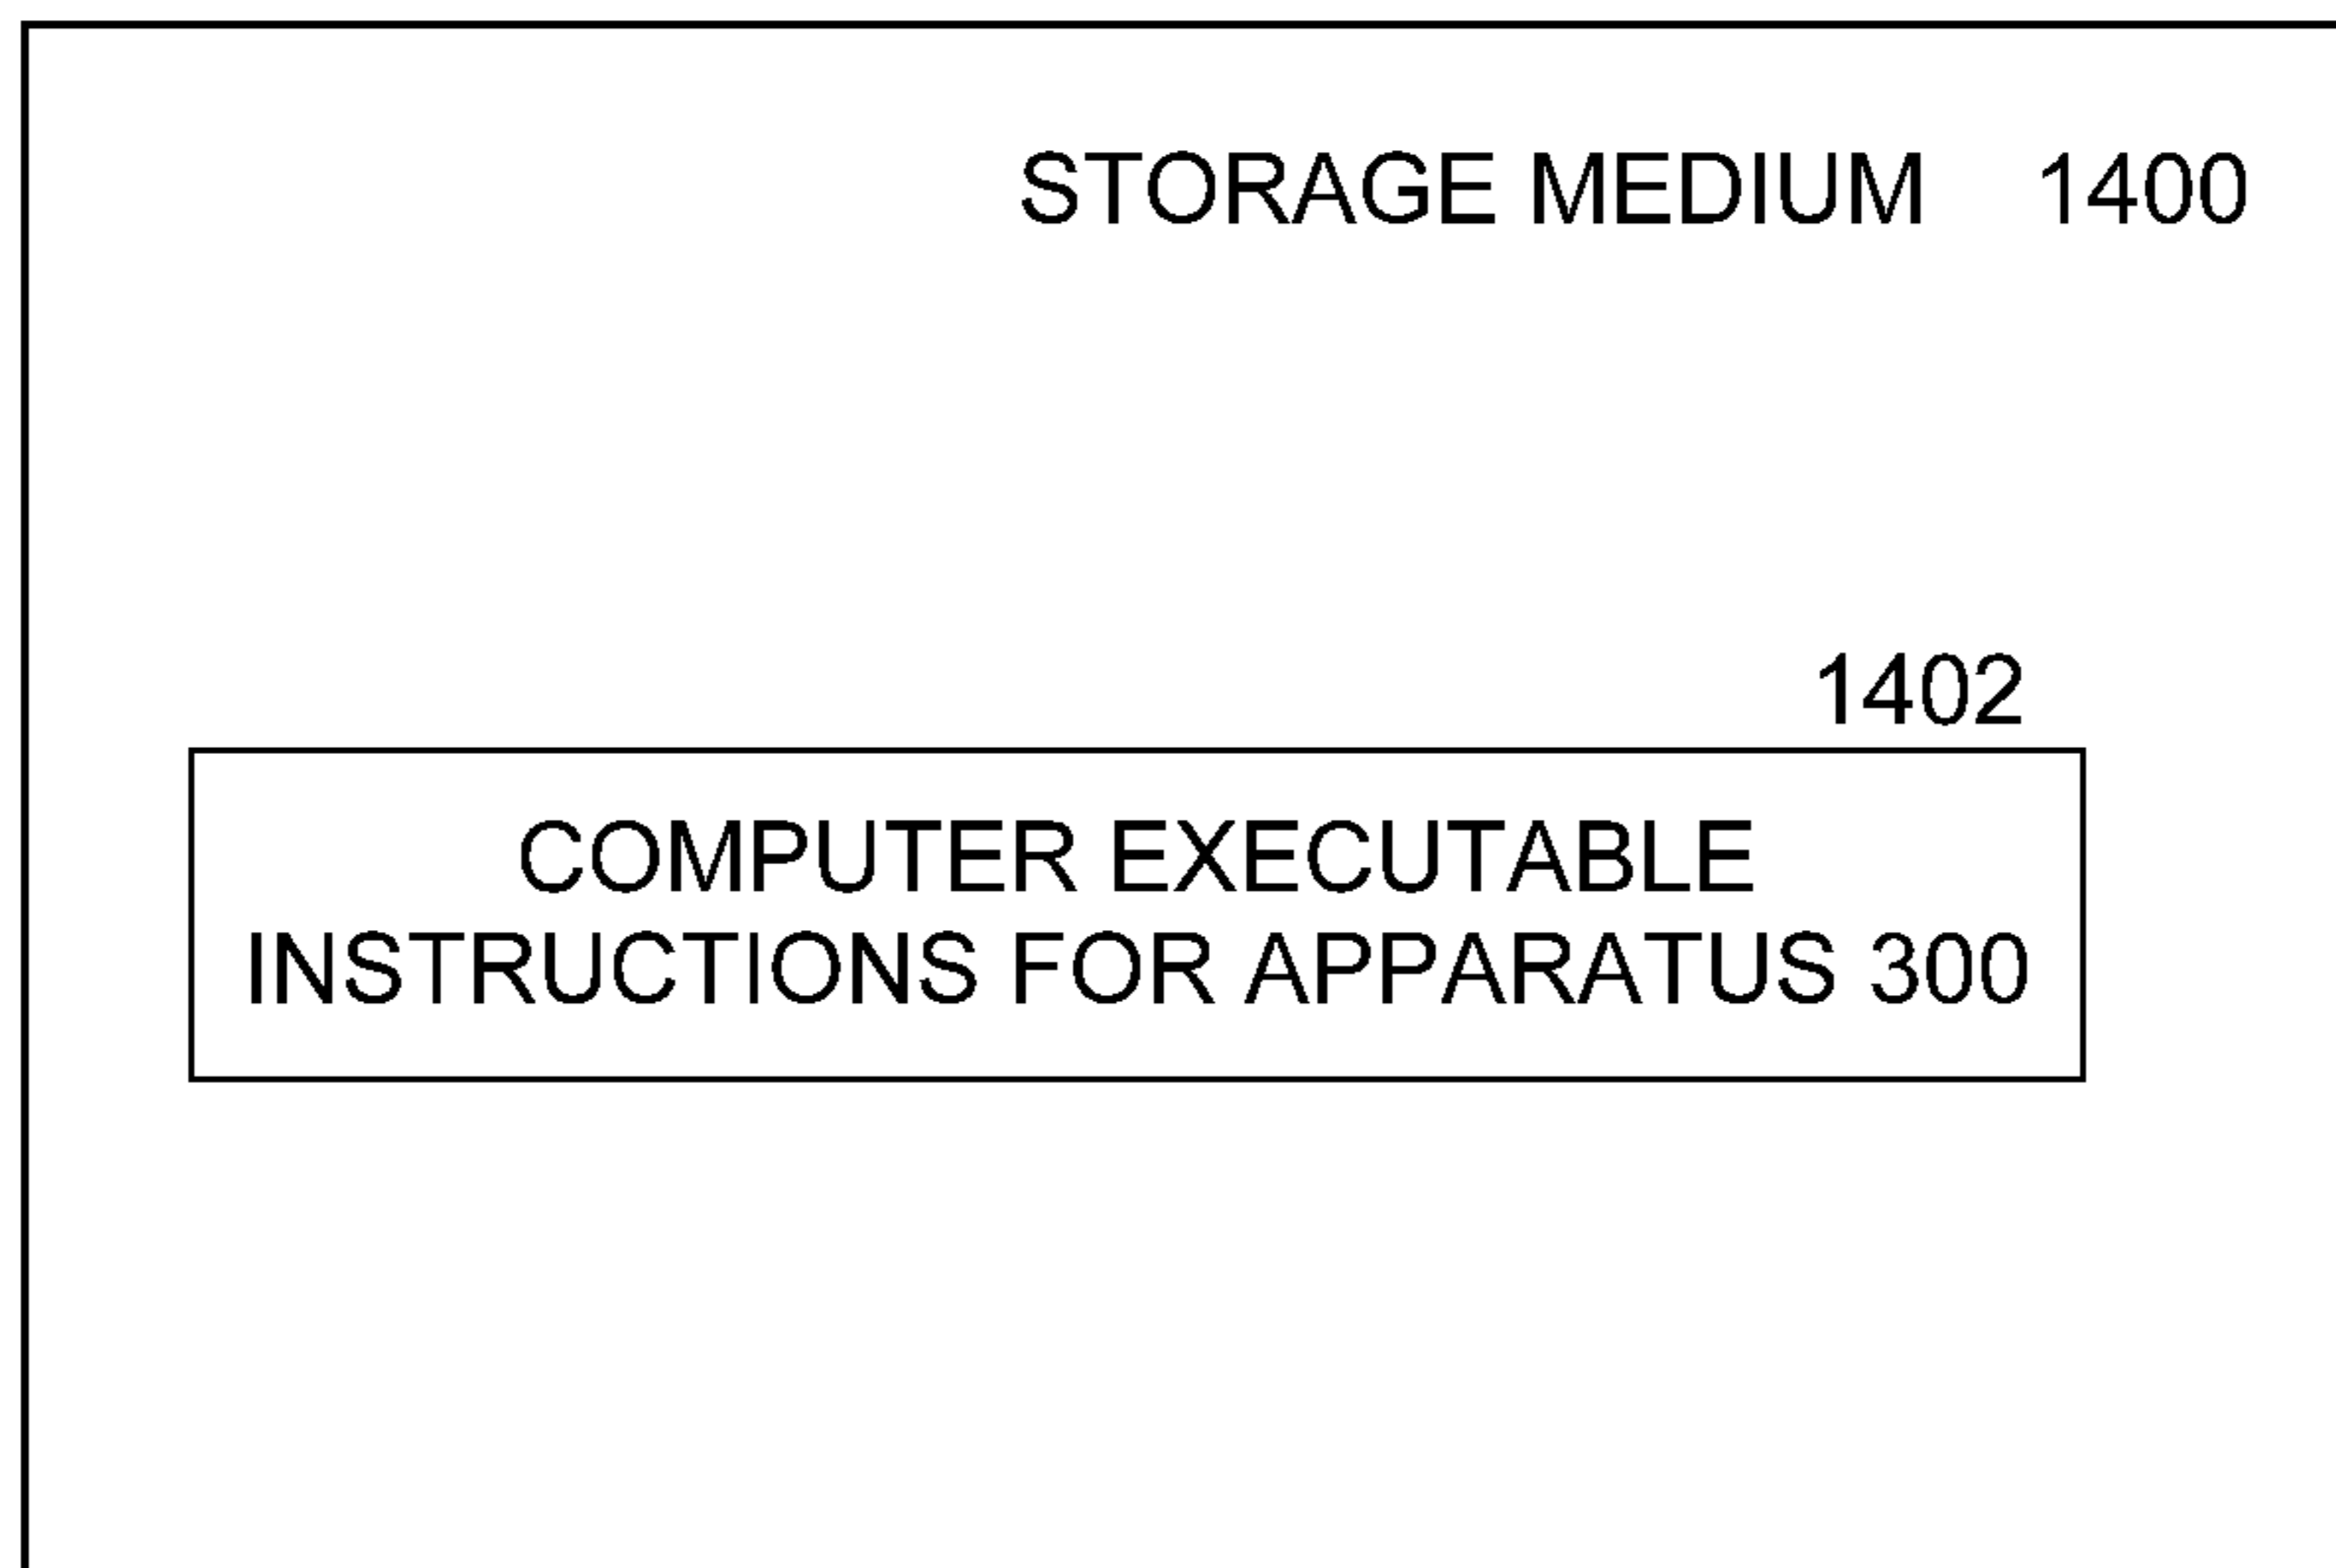 STORAGE MEDIUM 1400
1402
COMPUTER EXECUTABLE
INSTRUCTIONS FOR APPARATUS 300